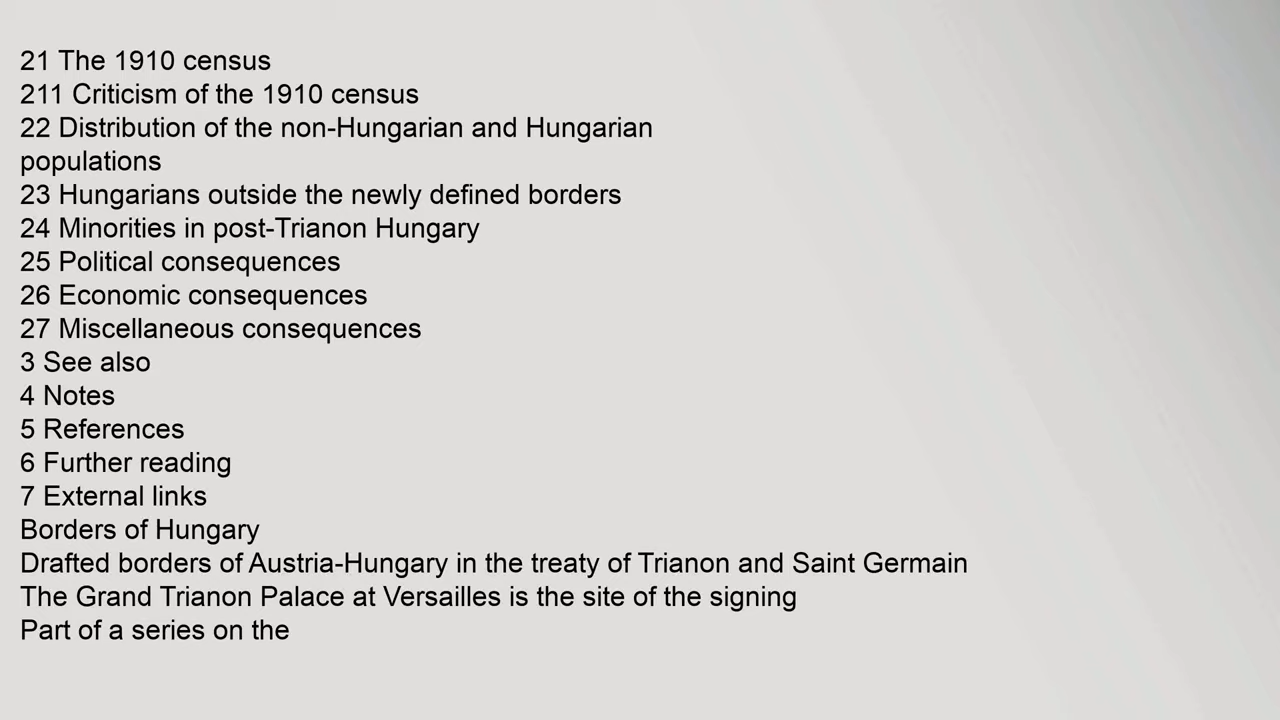 21 The 1910 census
211 Criticism of the 1910 census
22 Distribution of the non-Hungarian and Hungarian
populations
23 Hungarians outside the newly defined borders
24 Minorities in post-Trianon Hungary
25 Political consequences
26 Economic consequences
27 Miscellaneous consequences
3 See also
4 Notes
5 References
6 Further reading
7 External links
Borders of Hungary
Drafted borders of Austria-Hungary in the treaty of Trianon and Saint Germain
The Grand Trianon Palace at Versailles is the site of the signing
Part of a series on the